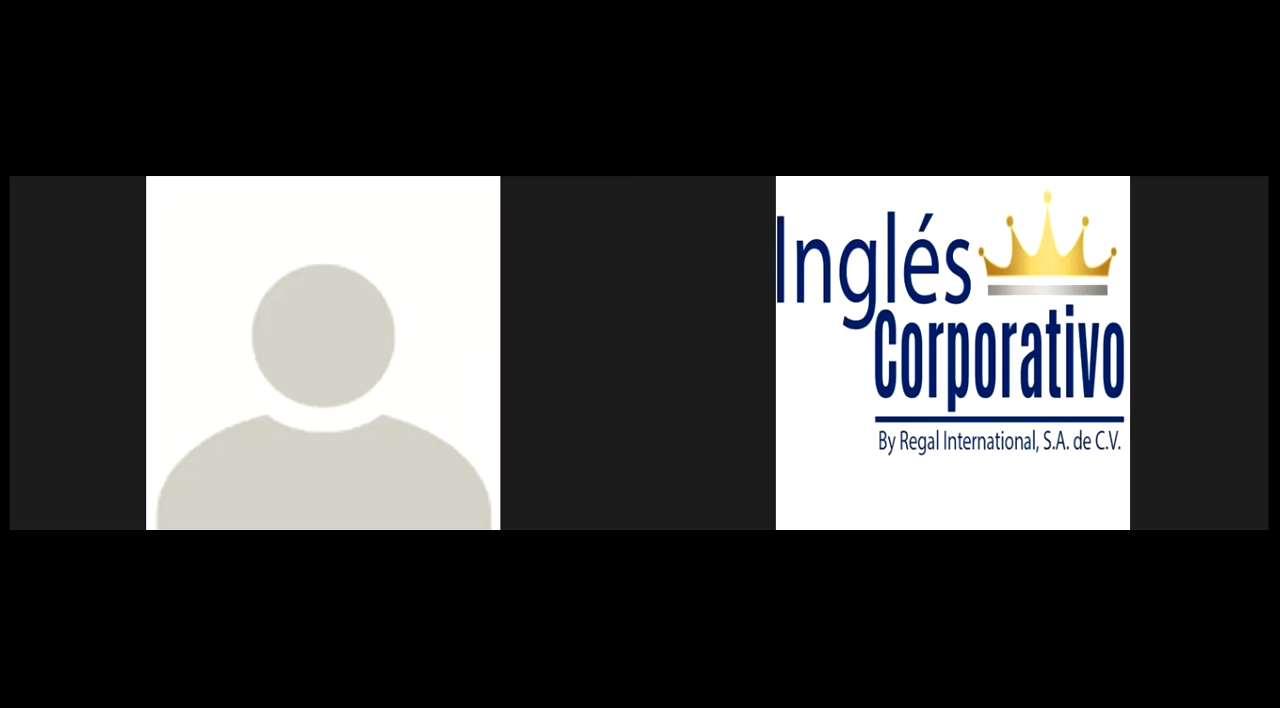 Inglés
Corporativo
By Regal International, S.A. de C.V.